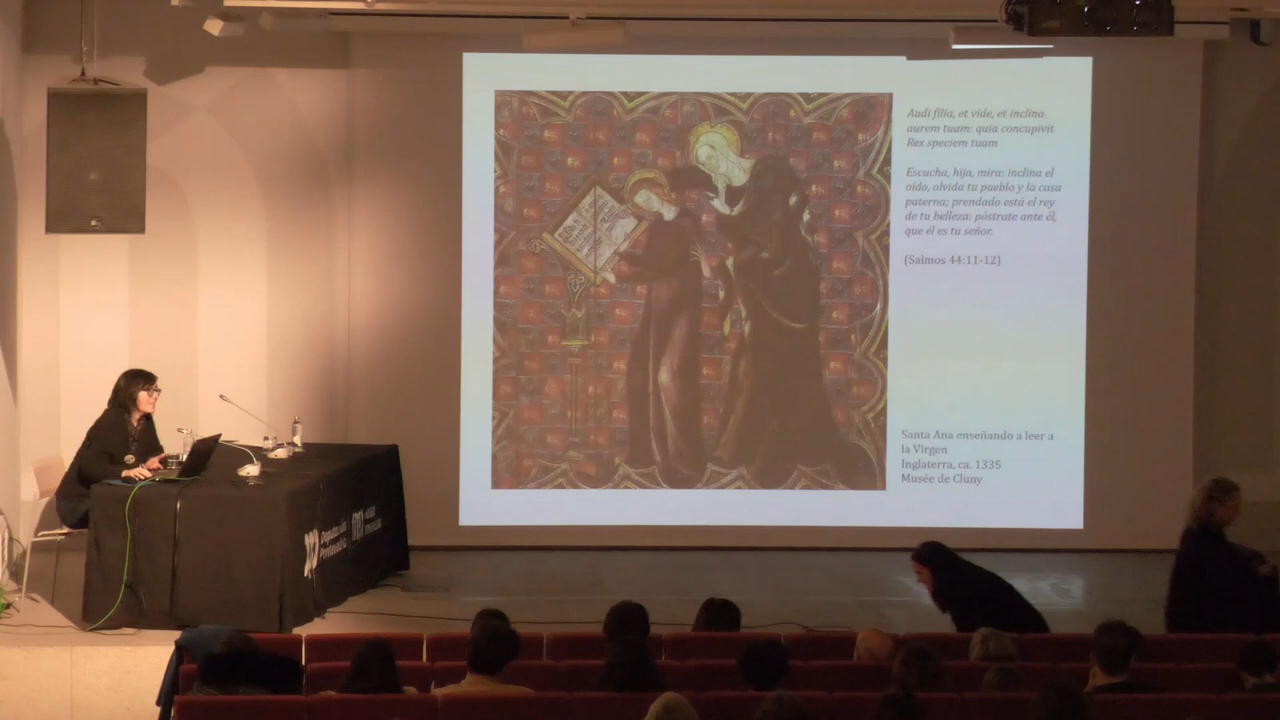 Audi filia, et vide, et inclina
aurem tuam: quia concupivit
Rex speciem tuam
Escucha, hija, mira: inclina el
oído, olvida tu pueblo y la casa
paterna; prendado está el rey
de tu belleza: póstrate ante él,
que él es tu señor.
(Salmos 44:11-12)
Santa Ana enseñando a leer a
la Virgen
Inglaterra, ca. 1335
Musée de Cluny
Deputación
Pontevedra